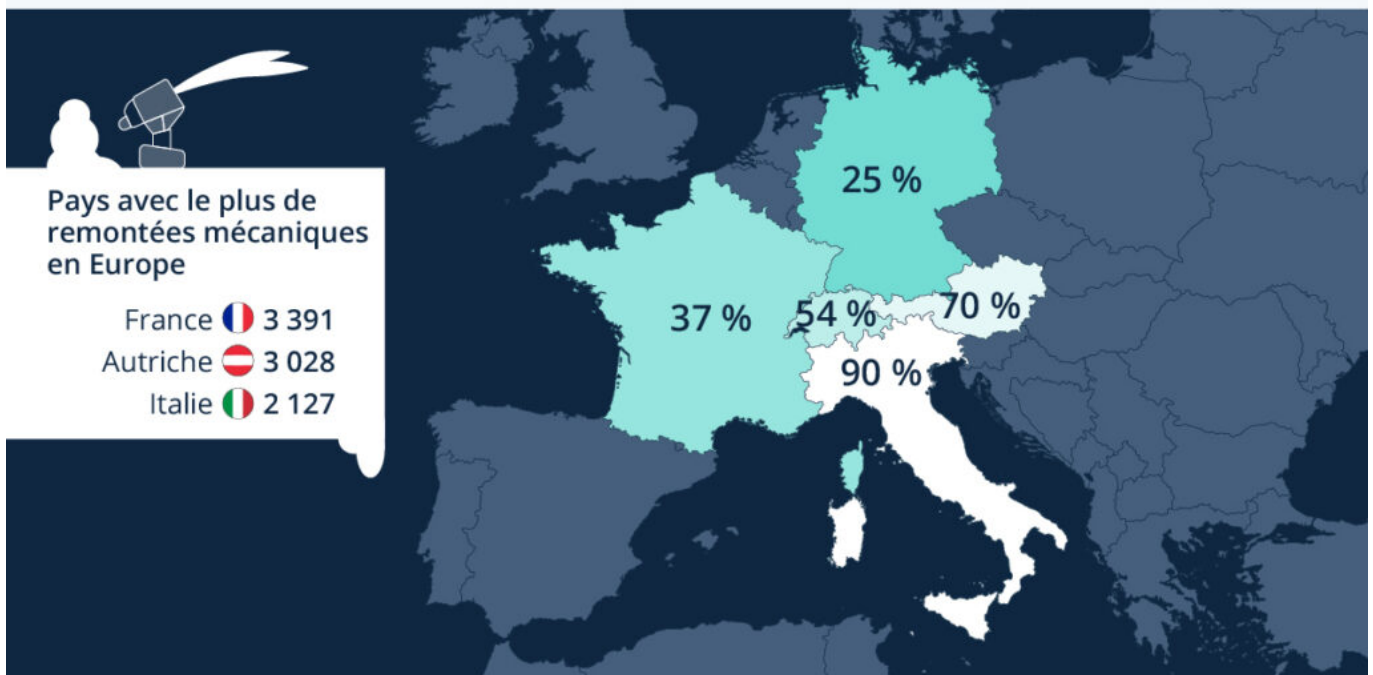 Pays avec le plus de
remontées mécaniques
en Europe
France 3 391
Autriche 3 028
Italie 2 127
25 %
37 %
54 %
70 %
90 %